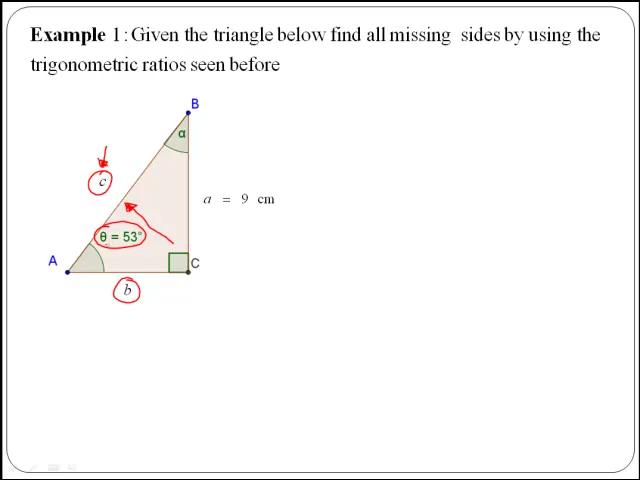 Example 1: Given the triangle below find all missing sides by using the
trigonometric ratios seen before
B
α
c
a = 9 cm
θ = 53°
A
C
b